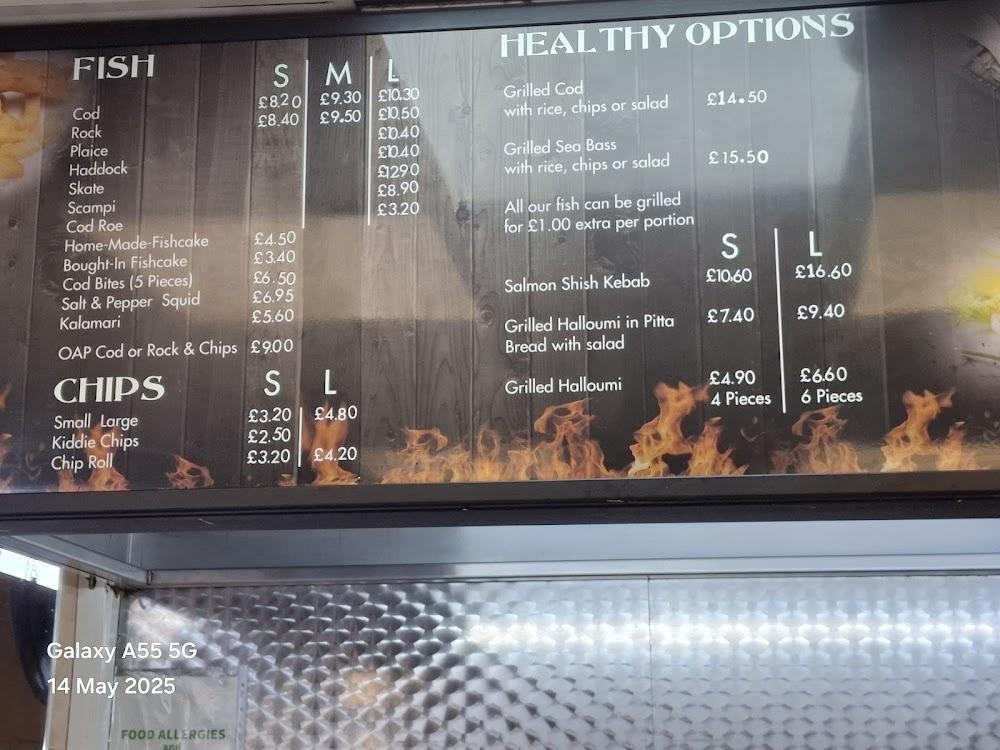 FISH
S M L
Cod £8.20 £9.30 £10.30
Rock £8.40 £9.50 £10.50
Plaice £10.40
Haddock £10.40
Skate £12.90
Scampi £8.90
Cod Roe £3.20
Home-Made-Fishcake £4.50
Bought-In Fishcake £3.40
Cod Bites (5 Pieces) £6.50
Salt & Pepper Squid £6.95
Kalamari £5.60
OAP Cod or Rock & Chips £9.00
CHIPS S L
Small Large £3.20 £4.80
Kiddie Chips £2.50
Chip Roll £3.20 £4.20
HEALTHY OPTIONS
Grilled Cod
with rice, chips or salad £14.50
Grilled Sea Bass
with rice, chips or salad £15.50
All our fish can be grilled
for £1.00 extra per portion
S L
Salmon Shish Kebab £10.60 £16.60
Grilled Halloumi in Pitta £7.40 £9.40
Bread with salad
Grilled Halloumi £4.90 £6.60
4 Pieces 6 Pieces
Galaxy A55 5G
14 May 2025
FOOD ALLERGIES
and